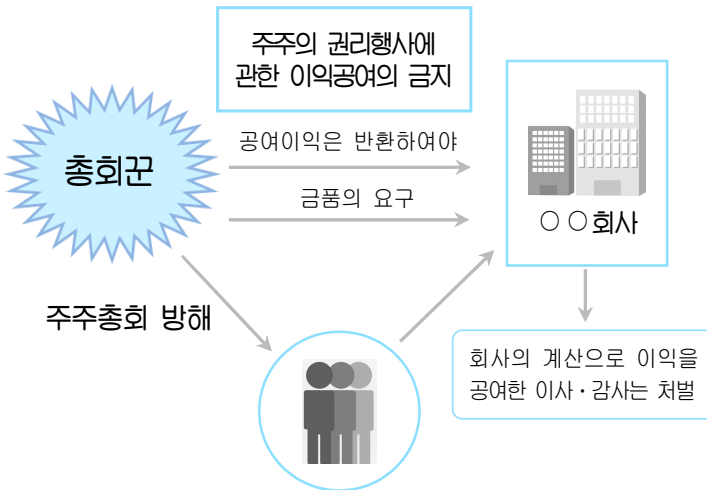 주주의 권리행사에
관한 이익공여의 금지
공여이익은 반환하여야
총회꾼
금품의 요구
○○회사
주주총회 방해
회사의 계산으로 이익을
공여한 이사·감사는 처벌